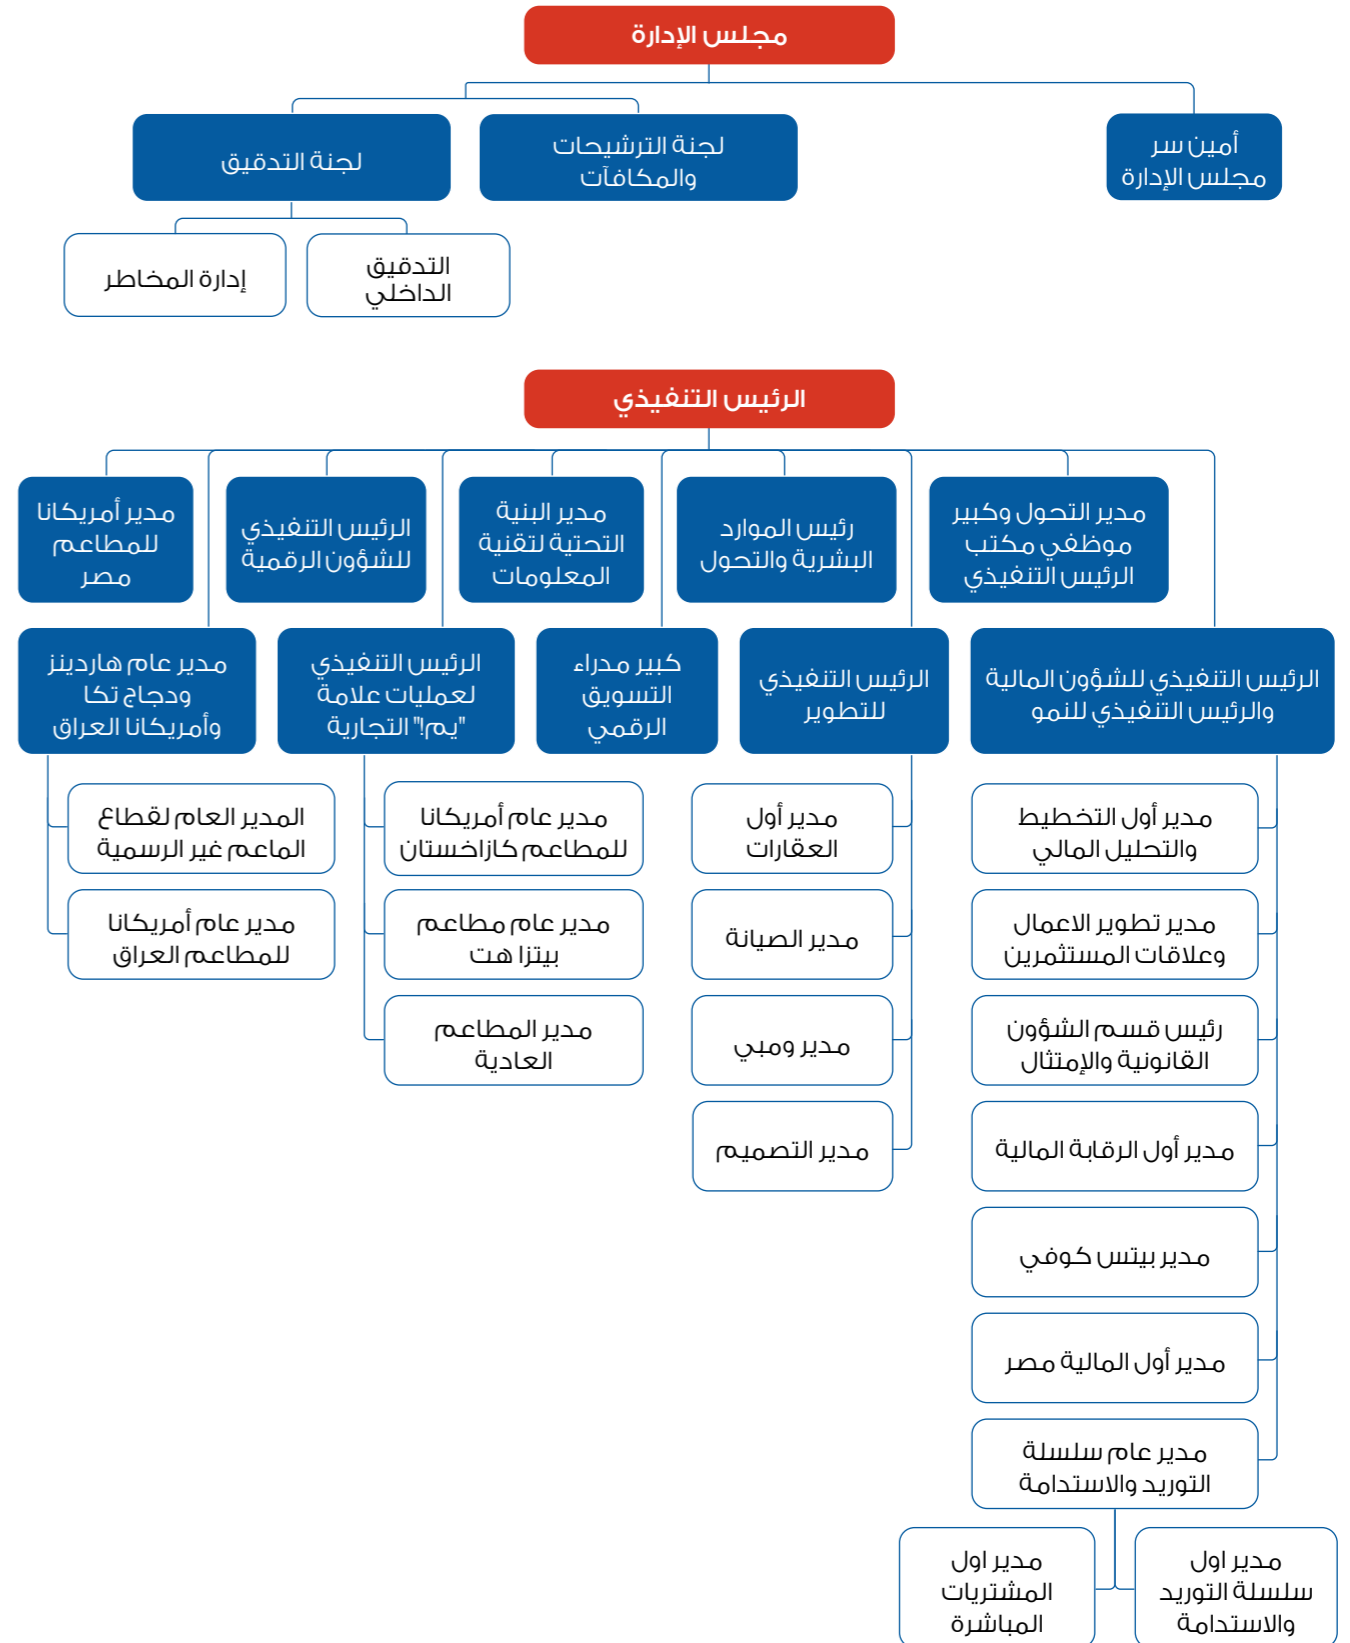 مجلس الإدارة
أمين سر
مجلس الإدارة
لجنة الترشيحات
والمكافآت
لجنة التدقيق
التدقيق
الداخلي
إدارة المخاطر
الرئيس التنفيذي
مدير التحول وكبير
موظفي مكتب
الرئيس التنفيذي
رئيس الموارد
البشرية والتحول
مدير البنية
التحتية لتقنية
المعلومات
الرئيس التنفيذي
للشؤون الرقمية
مدير أمريكانا
للمطاعم
مصر
الرئيس التنفيذي للشؤون المالية
والرئيس التنفيذي للنمو
الرئيس التنفيذي
للتطوير
كبير مدراء
التسويق
الرقمي
الرئيس التنفيذي
لعمليات علامة
"يم!" التجارية
مدير عام هاردينز
ودجاج تكا
وأمريكانا العراق
مدير أول التخطيط
والتحليل المالي
مدير تطوير الاعمال
وعلاقات المستثمرين
رئيس قسم الشؤون
القانونية والإمتثال
مدير أول الرقابة المالية
مدير بيتس كوفي
مدير أول المالية مصر
مدير عام سلسلة
التوريد والاستدامة
مدير اول
سلسلة التوريد
والاستدامة
مدير اول
المشتريات
المباشرة
مدير أول
العقارات
مدير الصيانة
مدير ومبي
مدير التصميم
مدير عام أمريكانا
للمطاعم كازاخستان
مدير عام مطاعم
بيتزا هت
مدير المطاعم
العادية
المدير العام لقطاع
الماعم غير الرسمية
مدير عام أمريكانا
للمطاعم العراق